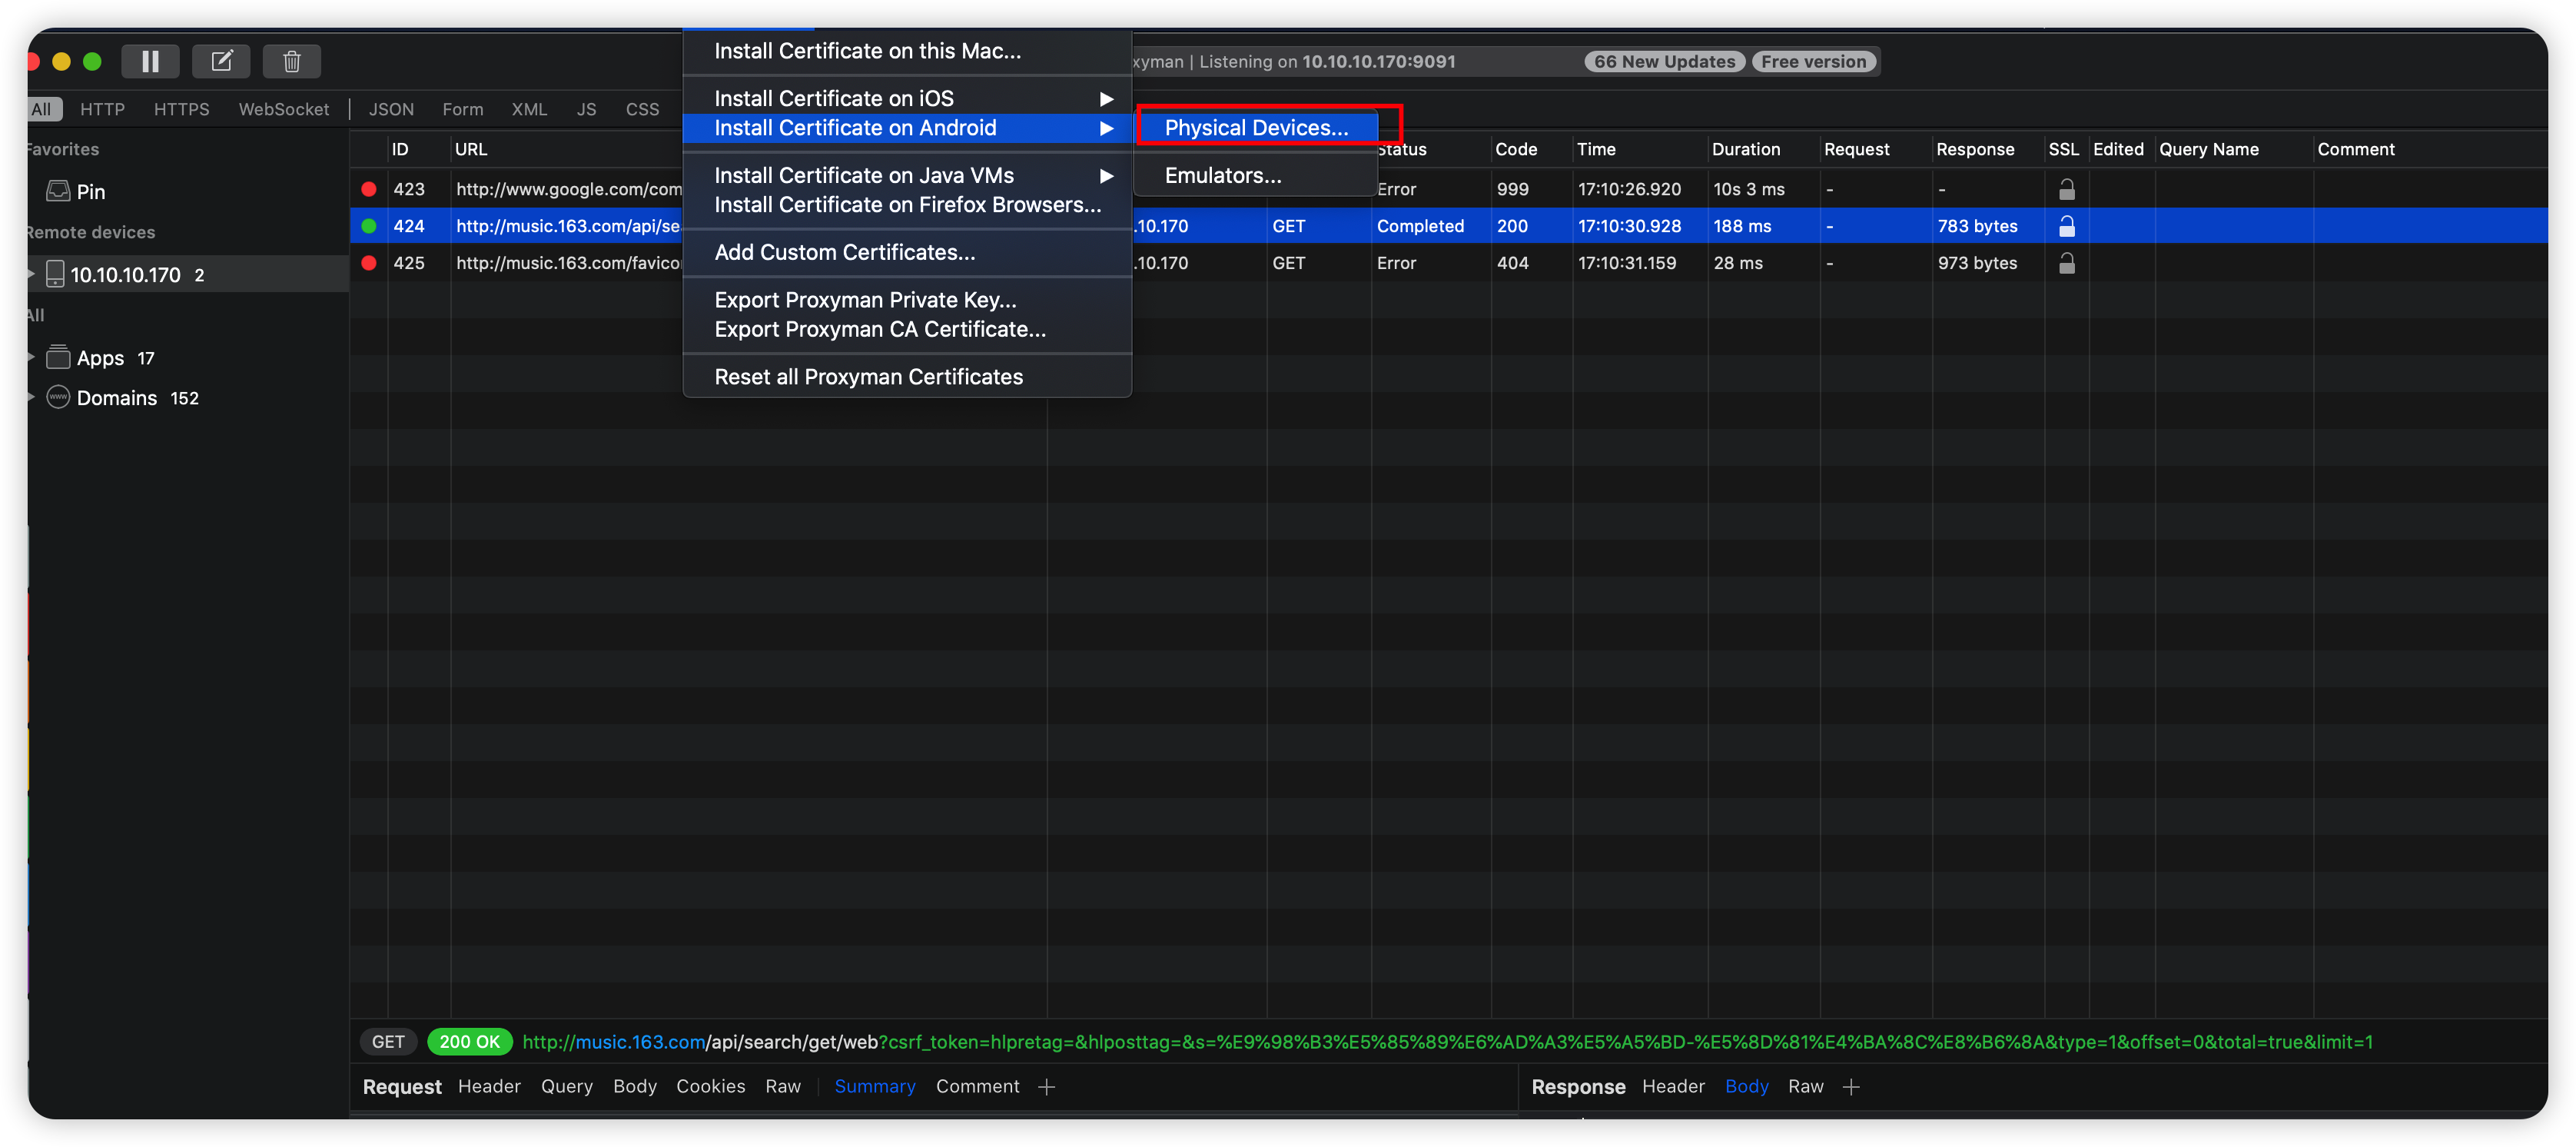 Install Certificate on this Mac...
xyman | Listening on 10.10.10.170:9091
66 New Updates
Free version
All HTTP HTTPS WebSocket JSON Form XML JS CSS
Install Certificate on iOS
Install Certificate on Android
Physical Devices...
Emulators...
Install Certificate on Java VMs
Install Certificate on Firefox Browsers...
Add Custom Certificates...
Export Proxyman Private Key...
Export Proxyman CA Certificate...
Reset all Proxyman Certificates
Favorites
Pin
Remote devices
10.10.10.170 2
All
Apps 17
Domains 152
ID URL Status Code Time Duration Request Response SSL Edited Query Name Comment
423 http://www.google.com/com Error 999 17:10:26.920 10s 3 ms - -
424 http://music.163.com/api/se .10.170 GET Completed 200 17:10:30.928 188 ms - 783 bytes
425 http://music.163.com/favico .10.170 GET Error 404 17:10:31.159 28 ms - 973 bytes
GET 200 OK http://music.163.com/api/search/get/web?csrf_token=hlpretag=&hlposttag=&s=%E9%98%B3%E5%85%89%E6%AD%A3%E5%A5%BD-%E5%8D%81%E4%BA%8C%E8%B6%8A&type=1&offset=0&total=true&limit=1
Request Header Query Body Cookies Raw Summary Comment +
Response Header Body Raw +